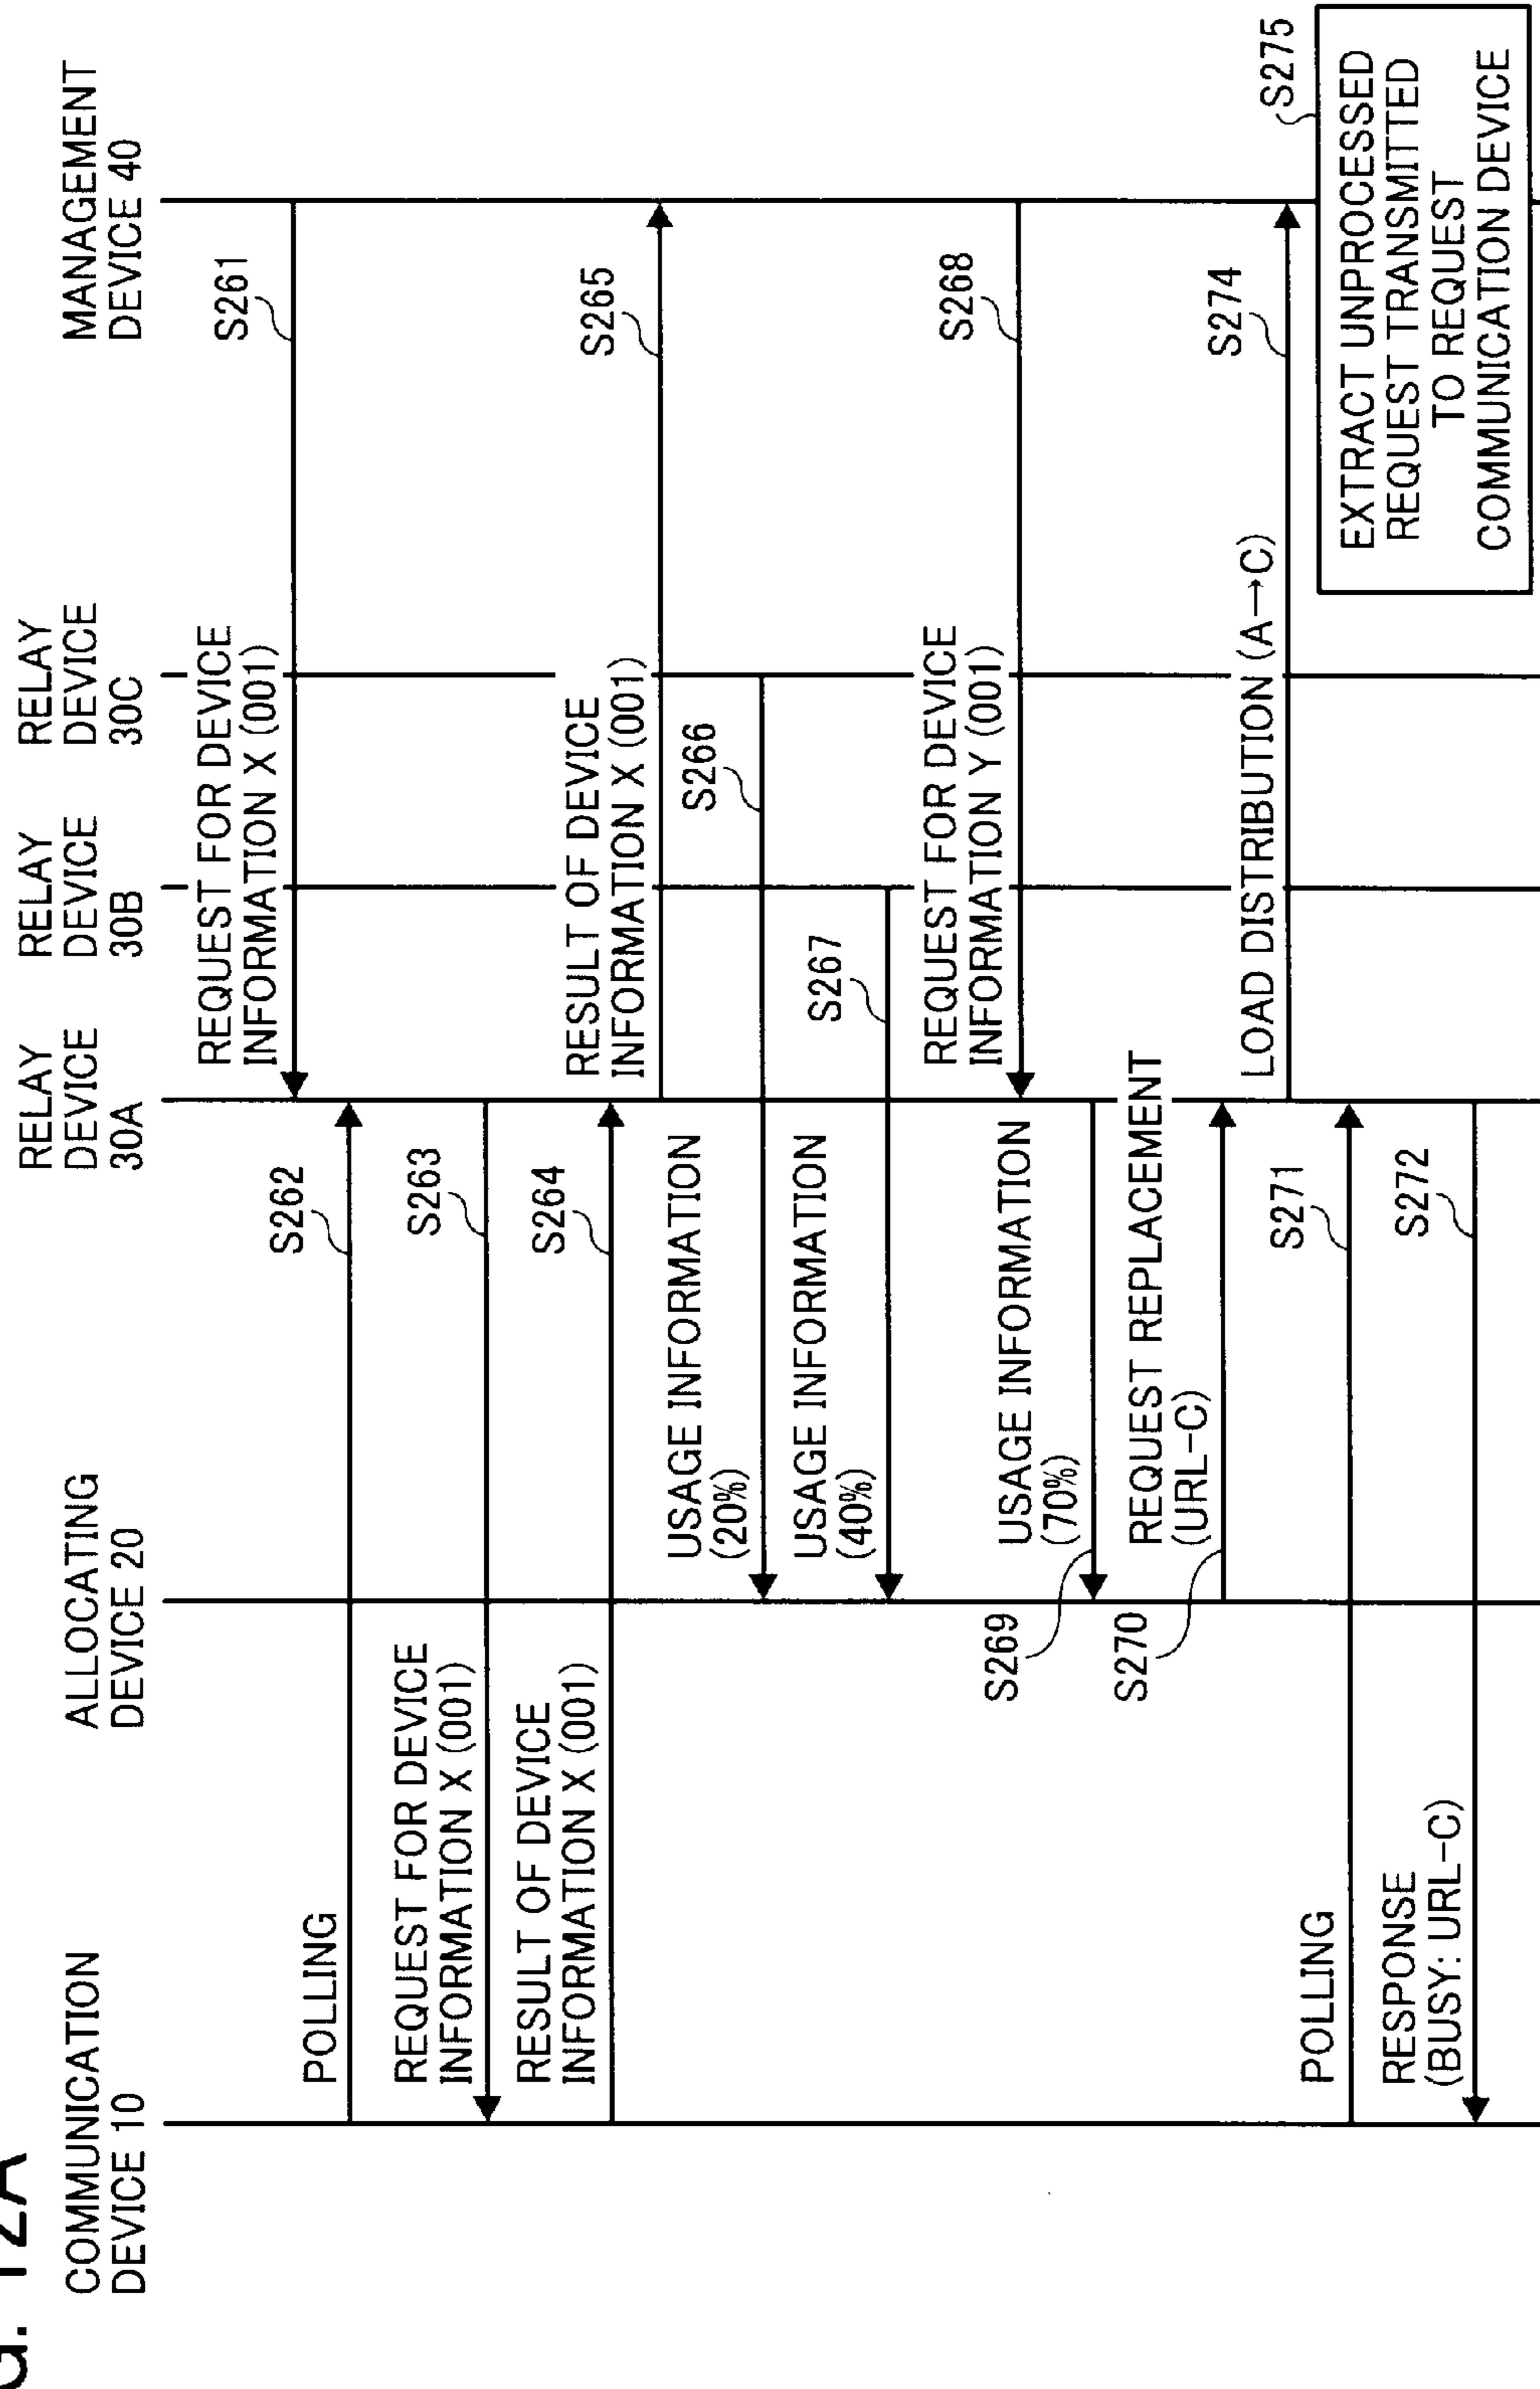 G. 12A
COMMUNICATION
DEVICE 10
ALLOCATING
DEVICE 20
RELAY
DEVICE
30A
RELAY
DEVICE
30B
RELAY
DEVICE
30C
MANAGEMENT
DEVICE 40
S261
REQUEST FOR DEVICE
INFORMATION X (001)
POLLING
S262
REQUEST FOR DEVICE
INFORMATION X (001)
S263
RESULT OF DEVICE
INFORMATION X (001)
S264
RESULT OF DEVICE
INFORMATION X (001)
S265
USAGE INFORMATION
(20%)
S266
USAGE INFORMATION
(40%)
S267
REQUEST FOR DEVICE
INFORMATION Y (001)
S268
S269
USAGE INFORMATION
(70%)
S270
REQUEST REPLACEMENT
(URL-C)
LOAD DISTRIBUTION (A→C)
S274
POLLING
S271
S275
EXTRACT UNPROCESSED
REQUEST TRANSMITTED
TO REQUEST
COMMUNICATION DEVICE
RESPONSE
(BUSY: URL-C)
S272